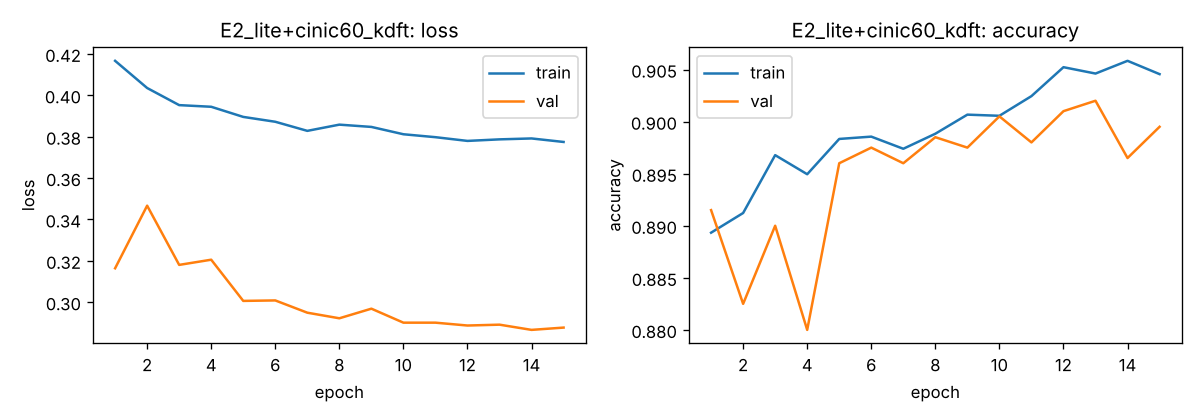 E2_lite+cinic60_kdft: loss
0.42
0.40
0.38
0.36
0.34
0.32
0.30
loss
train
val
2 4 6 8 10 12 14
epoch
E2_lite+cinic60_kdft: accuracy
0.905
0.900
0.895
0.890
0.885
0.880
accuracy
train
val
2 4 6 8 10 12 14
epoch